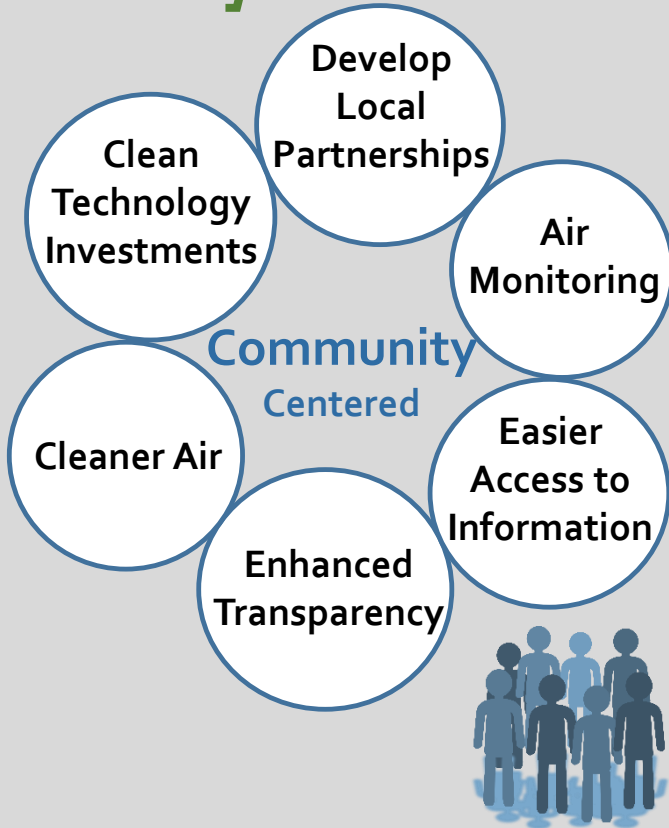 Develop
Local
Partnerships
Clean
Technology
Investments
Air
Monitoring
Community
Centered
Easier
Access to
Information
Cleaner Air
Enhanced
Transparency